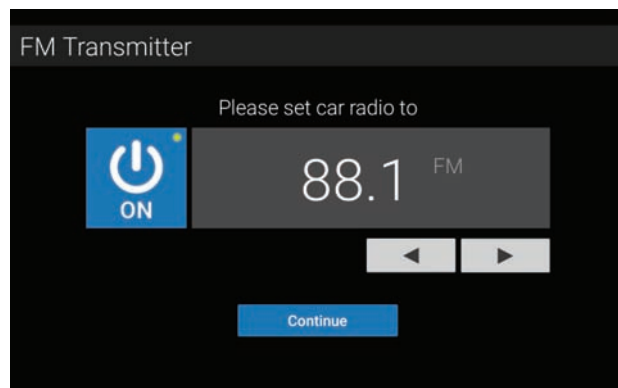 FM Transmitter
Please set car radio to
88.1 FM
ON
Continue